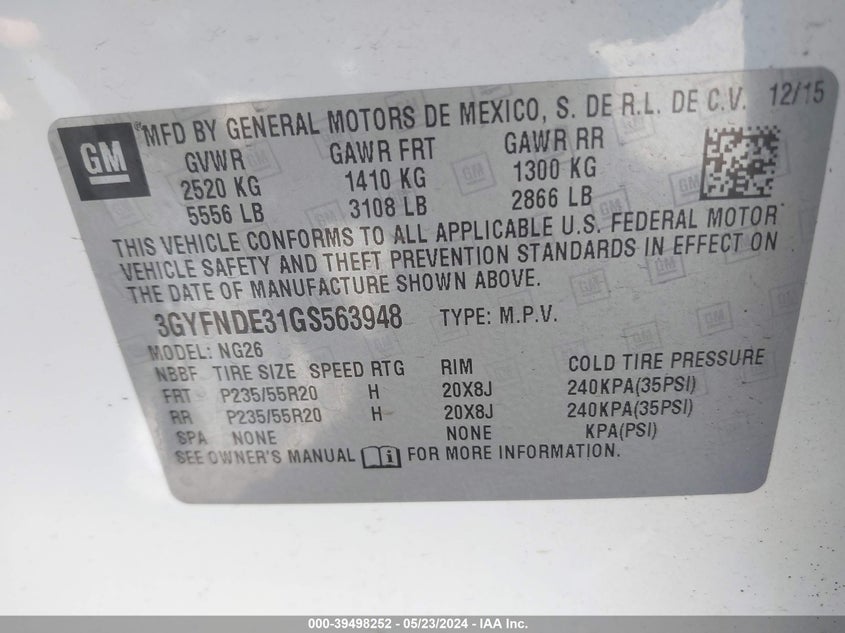 GM
®MFD BY GENERAL MOTORS DE MEXICO, S. DE R.L. DE C.V. 12/15
GVWR GAWR FRT GAWR RR
2520 KG 1410 KG 1300 KG
5556 LB 3108 LB 2866 LB
THIS VEHICLE CONFORMS TO ALL APPLICABLE U.S. FEDERAL MOTOR
VEHICLE SAFETY AND THEFT PREVENTION STANDARDS IN EFFECT ON
THE DATE OF MANUFACTURE SHOWN ABOVE.
3GYFNDE31GS563948 TYPE: M.P.V.
MODEL: NG26
NBBF TIRE SIZE SPEED RTG RIM COLD TIRE PRESSURE
FRT P235/55R20 H 20X8J 240KPA(35PSI)
RR P235/55R20 H 20X8J 240KPA(35PSI)
SPA NONE NONE KPA(PSI)
SEE OWNER'S MANUAL i FOR MORE INFORMATION.
000-39498252 - 05/23/2024 - IAA Inc.